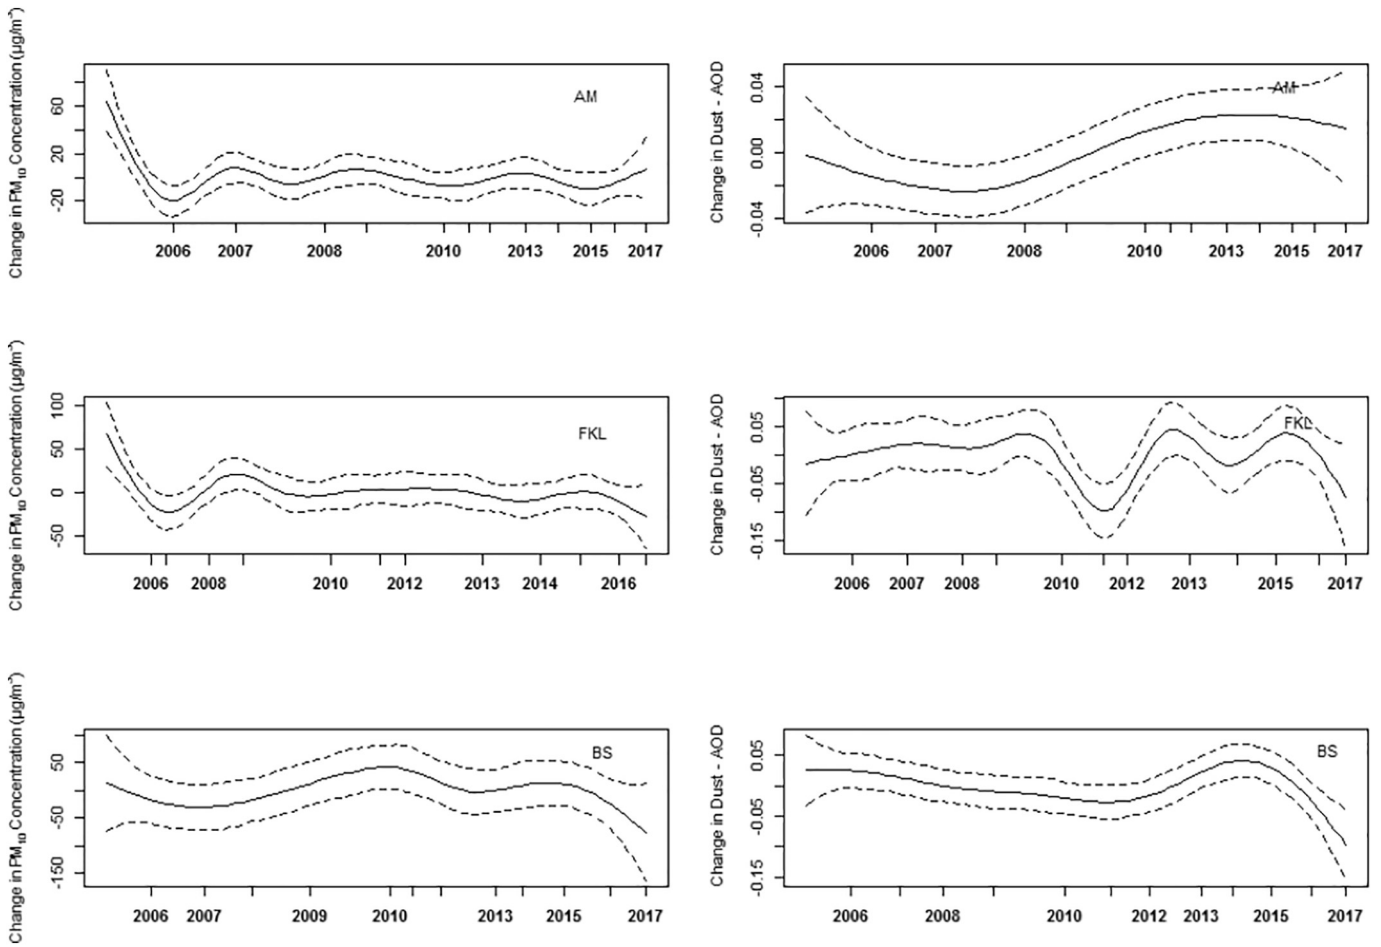 Change in PM10 Concentration (µg/m³)
60
20
-20
AM
2006 2007 2008 2010 2013 2015 2017
Change in Dust - AOD
0.04
0.00
-0.04
AM
2006 2007 2008 2010 2013 2015 2017
Change in PM10 Concentration (µg/m³)
100
50
0
-50
FKL
2006 2008 2010 2012 2013 2014 2016
Change in Dust - AOD
0.05
-0.05
-0.15
FKL
2006 2007 2008 2010 2012 2013 2015 2017
Change in PM10 Concentration (µg/m³)
50
-50
-150
BS
2006 2007 2009 2010 2013 2015 2017
Change in Dust - AOD
0.05
-0.05
-0.15
BS
2006 2008 2010 2012 2013 2015 2017